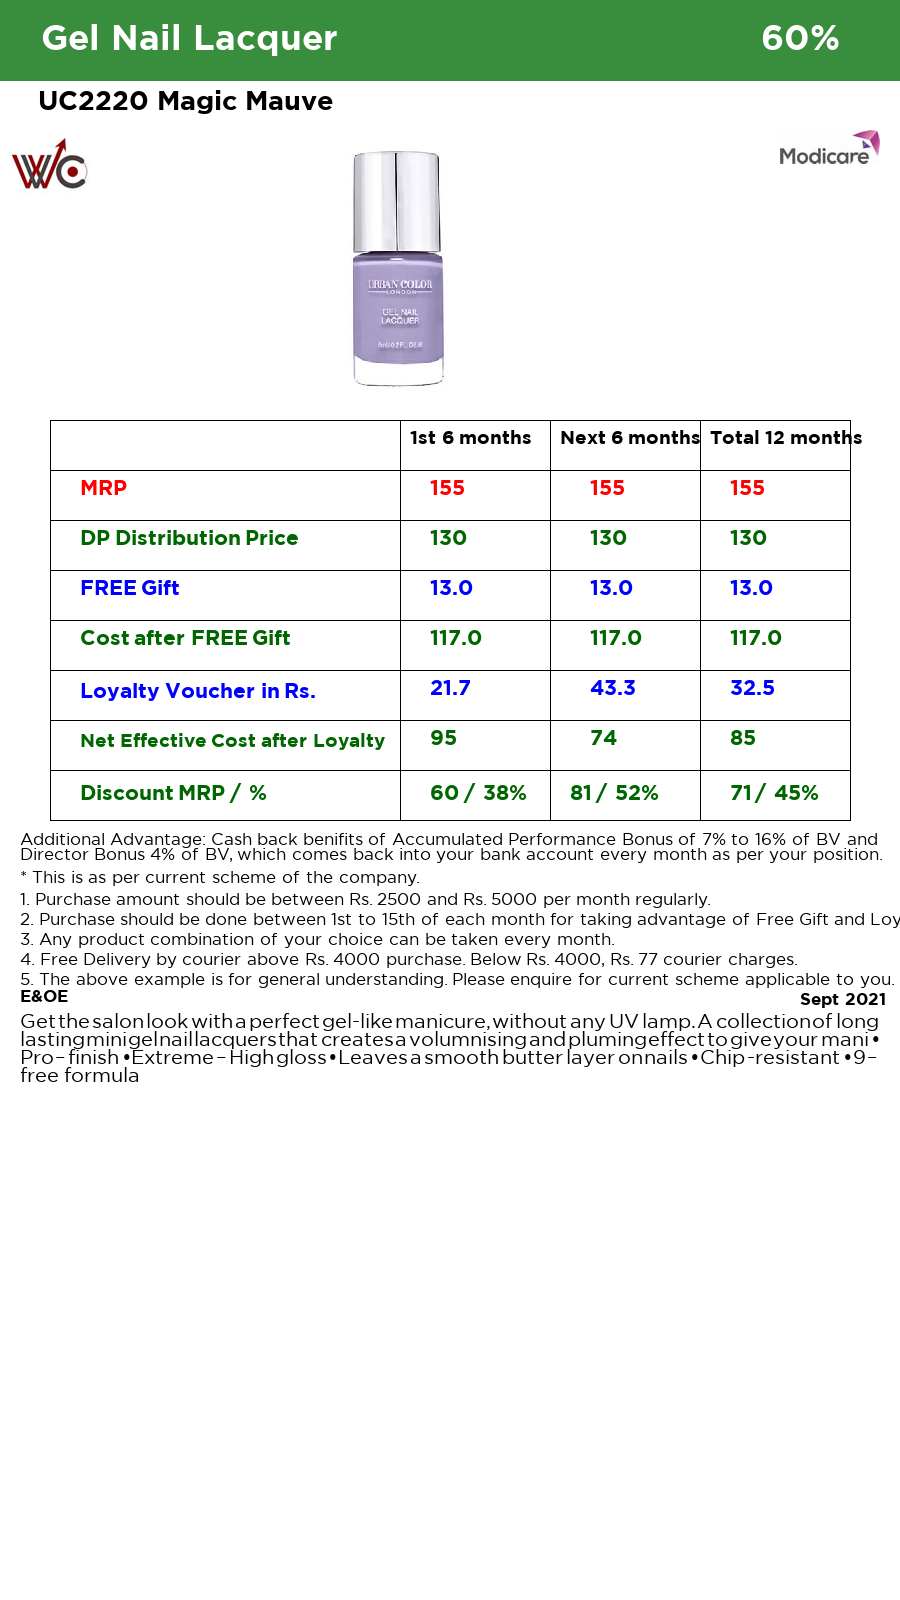 Gel Nail Lacquer 60%
UC2220 Magic Mauve
WC
Modicare
URBAN COLOR
LONDON
GEL NAIL
LACQUER
1st 6 months Next 6 months Total 12 months
MRP 155 155 155
DP Distribution Price 130 130 130
FREE Gift 13.0 13.0 13.0
Cost after FREE Gift 117.0 117.0 117.0
Loyalty Voucher in Rs. 21.7 43.3 32.5
Net Effective Cost after Loyalty 95 74 85
Discount MRP / % 60 / 38% 81 / 52% 71 / 45%
Additional Advantage: Cash back benifits of Accumulated Performance Bonus of 7% to 16% of BV and
Director Bonus 4% of BV, which comes back into your bank account every month as per your position.
* This is as per current scheme of the company.
1. Purchase amount should be between Rs. 2500 and Rs. 5000 per month regularly.
2. Purchase should be done between 1st to 15th of each month for taking advantage of Free Gift and Loy
3. Any product combination of your choice can be taken every month.
4. Free Delivery by courier above Rs. 4000 purchase. Below Rs. 4000, Rs. 77 courier charges.
5. The above example is for general understanding. Please enquire for current scheme applicable to you.
E&OE Sept 2021
Get the salon look with a perfect gel-like manicure, without any UV lamp. A collection of long
lasting mini gel nail lacquers that creates a volumnising and pluming effect to give your mani •
Pro – finish • Extreme – High gloss • Leaves a smooth butter layer on nails • Chip -resistant • 9 –
free formula